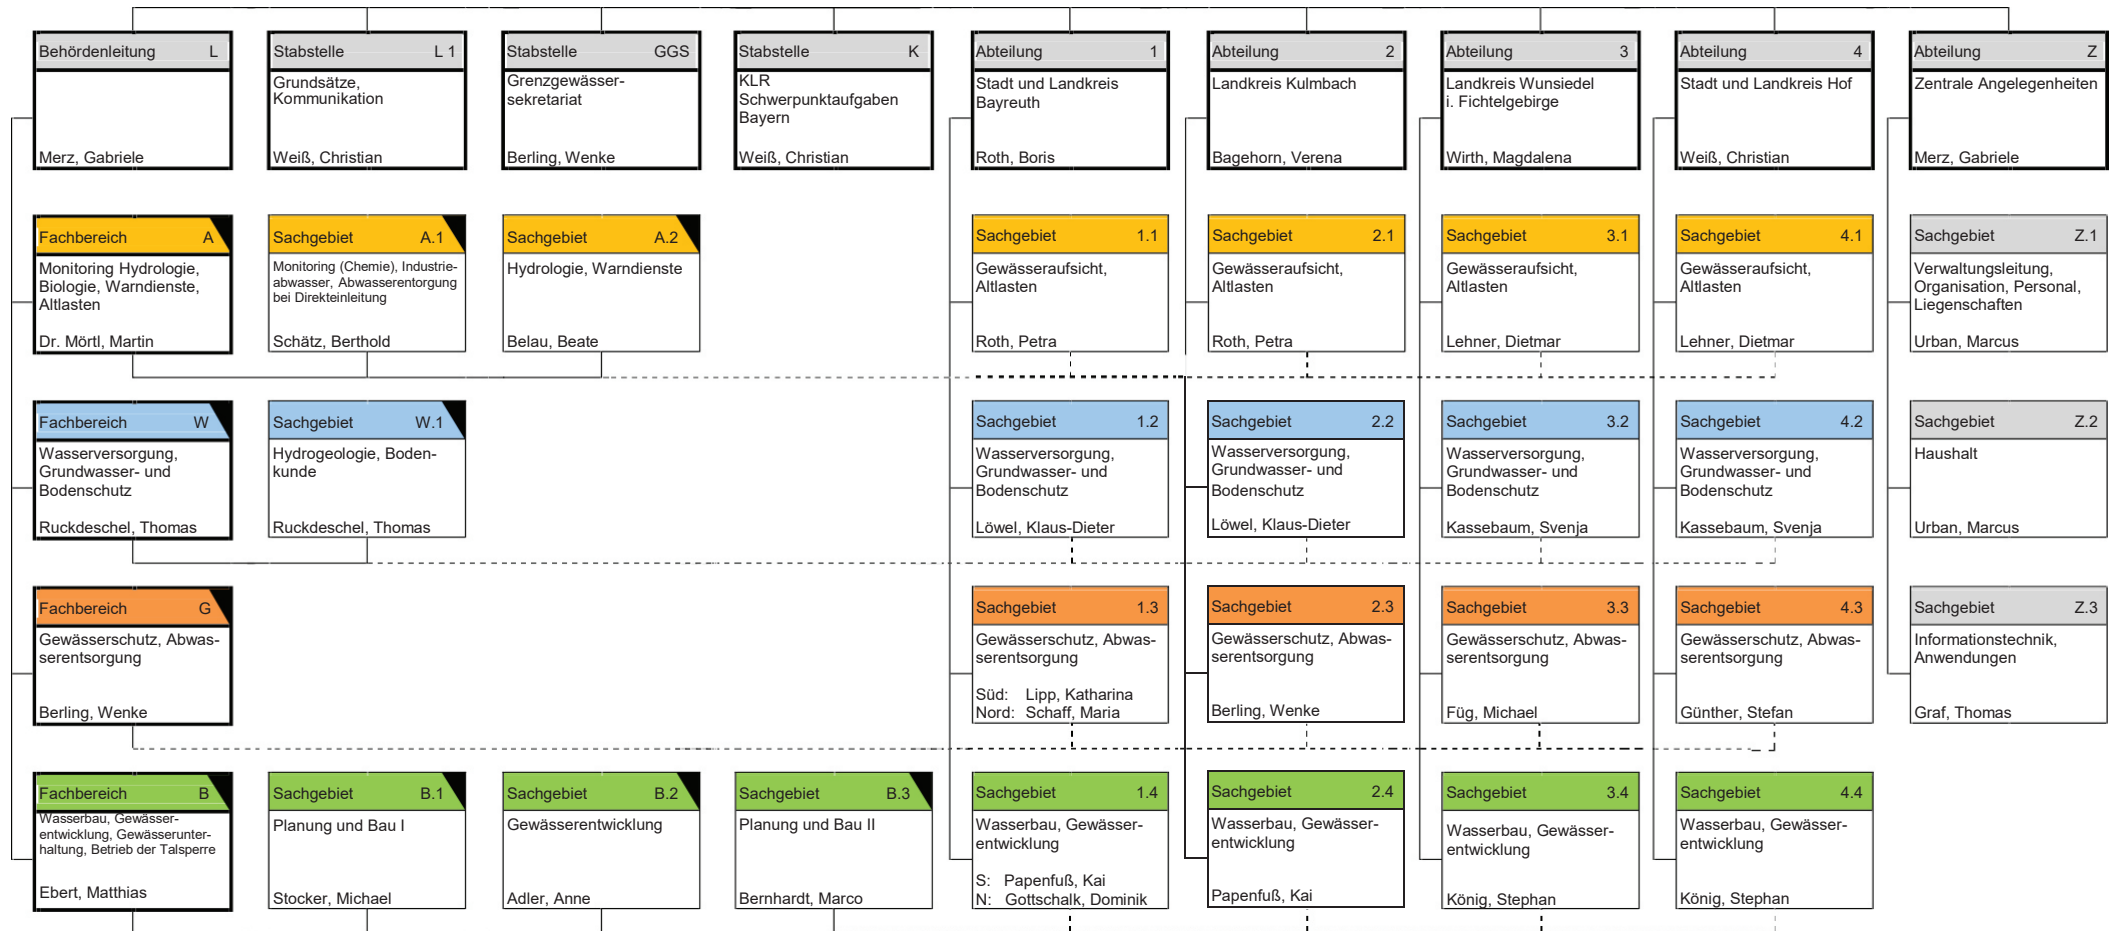 Behördenleitung L
Merz, Gabriele
Stabstelle L 1
Grundsätze,
Kommunikation
Weiß, Christian
Stabstelle GGS
Grenzgewässer-
sekretariat
Berling, Wenke
Stabstelle K
KLR
Schwerpunktaufgaben
Bayern
Weiß, Christian
Abteilung 1
Stadt und Landkreis
Bayreuth
Roth, Boris
Abteilung 2
Landkreis Kulmbach
Bagehorn, Verena
Abteilung 3
Landkreis Wunsiedel
i. Fichtelgebirge
Wirth, Magdalena
Abteilung 4
Stadt und Landkreis Hof
Weiß, Christian
Abteilung Z
Zentrale Angelegenheiten
Merz, Gabriele
Fachbereich A
Monitoring Hydrologie,
Biologie, Warndienste,
Altlasten
Dr. Mörtl, Martin
Sachgebiet A.1
Monitoring (Chemie), Industrie-
abwasser, Abwasserentorgung
bei Direkteinleitung
Schätz, Berthold
Sachgebiet A.2
Hydrologie, Warndienste
Belau, Beate
Sachgebiet 1.1
Gewässeraufsicht,
Altlasten
Roth, Petra
Sachgebiet 2.1
Gewässeraufsicht,
Altlasten
Roth, Petra
Sachgebiet 3.1
Gewässeraufsicht,
Altlasten
Lehner, Dietmar
Sachgebiet 4.1
Gewässeraufsicht,
Altlasten
Lehner, Dietmar
Sachgebiet Z.1
Verwaltungsleitung,
Organisation, Personal,
Liegenschaften
Urban, Marcus
Fachbereich W
Wasserversorgung,
Grundwasser- und
Bodenschutz
Ruckdeschel, Thomas
Sachgebiet W.1
Hydrogeologie, Boden-
kunde
Ruckdeschel, Thomas
Sachgebiet 1.2
Wasserversorgung,
Grundwasser- und
Bodenschutz
Löwel, Klaus-Dieter
Sachgebiet 2.2
Wasserversorgung,
Grundwasser- und
Bodenschutz
Löwel, Klaus-Dieter
Sachgebiet 3.2
Wasserversorgung,
Grundwasser- und
Bodenschutz
Kassebaum, Svenja
Sachgebiet 4.2
Wasserversorgung,
Grundwasser- und
Bodenschutz
Kassebaum, Svenja
Sachgebiet Z.2
Haushalt
Urban, Marcus
Fachbereich G
Gewässerschutz, Abwas-
serentsorgung
Berling, Wenke
Sachgebiet 1.3
Gewässerschutz, Abwas-
serentsorgung
Süd: Lipp, Katharina
Nord: Schaff, Maria
Sachgebiet 2.3
Gewässerschutz, Abwas-
serentsorgung
Berling, Wenke
Sachgebiet 3.3
Gewässerschutz, Abwas-
serentsorgung
Füg, Michael
Sachgebiet 4.3
Gewässerschutz, Abwas-
serentsorgung
Günther, Stefan
Sachgebiet Z.3
Informationstechnik,
Anwendungen
Graf, Thomas
Fachbereich B
Wasserbau, Gewässer-
entwicklung, Gewässerunter-
haltung, Betrieb der Talsperre
Ebert, Matthias
Sachgebiet B.1
Planung und Bau I
Stocker, Michael
Sachgebiet B.2
Gewässerentwicklung
Adler, Anne
Sachgebiet B.3
Planung und Bau II
Bernhardt, Marco
Sachgebiet 1.4
Wasserbau, Gewässer-
entwicklung
S: Papenfuß, Kai
N: Gottschalk, Dominik
Sachgebiet 2.4
Wasserbau, Gewässer-
entwicklung
Papenfuß, Kai
Sachgebiet 3.4
Wasserbau, Gewässer-
entwicklung
König, Stephan
Sachgebiet 4.4
Wasserbau, Gewässer-
entwicklung
König, Stephan